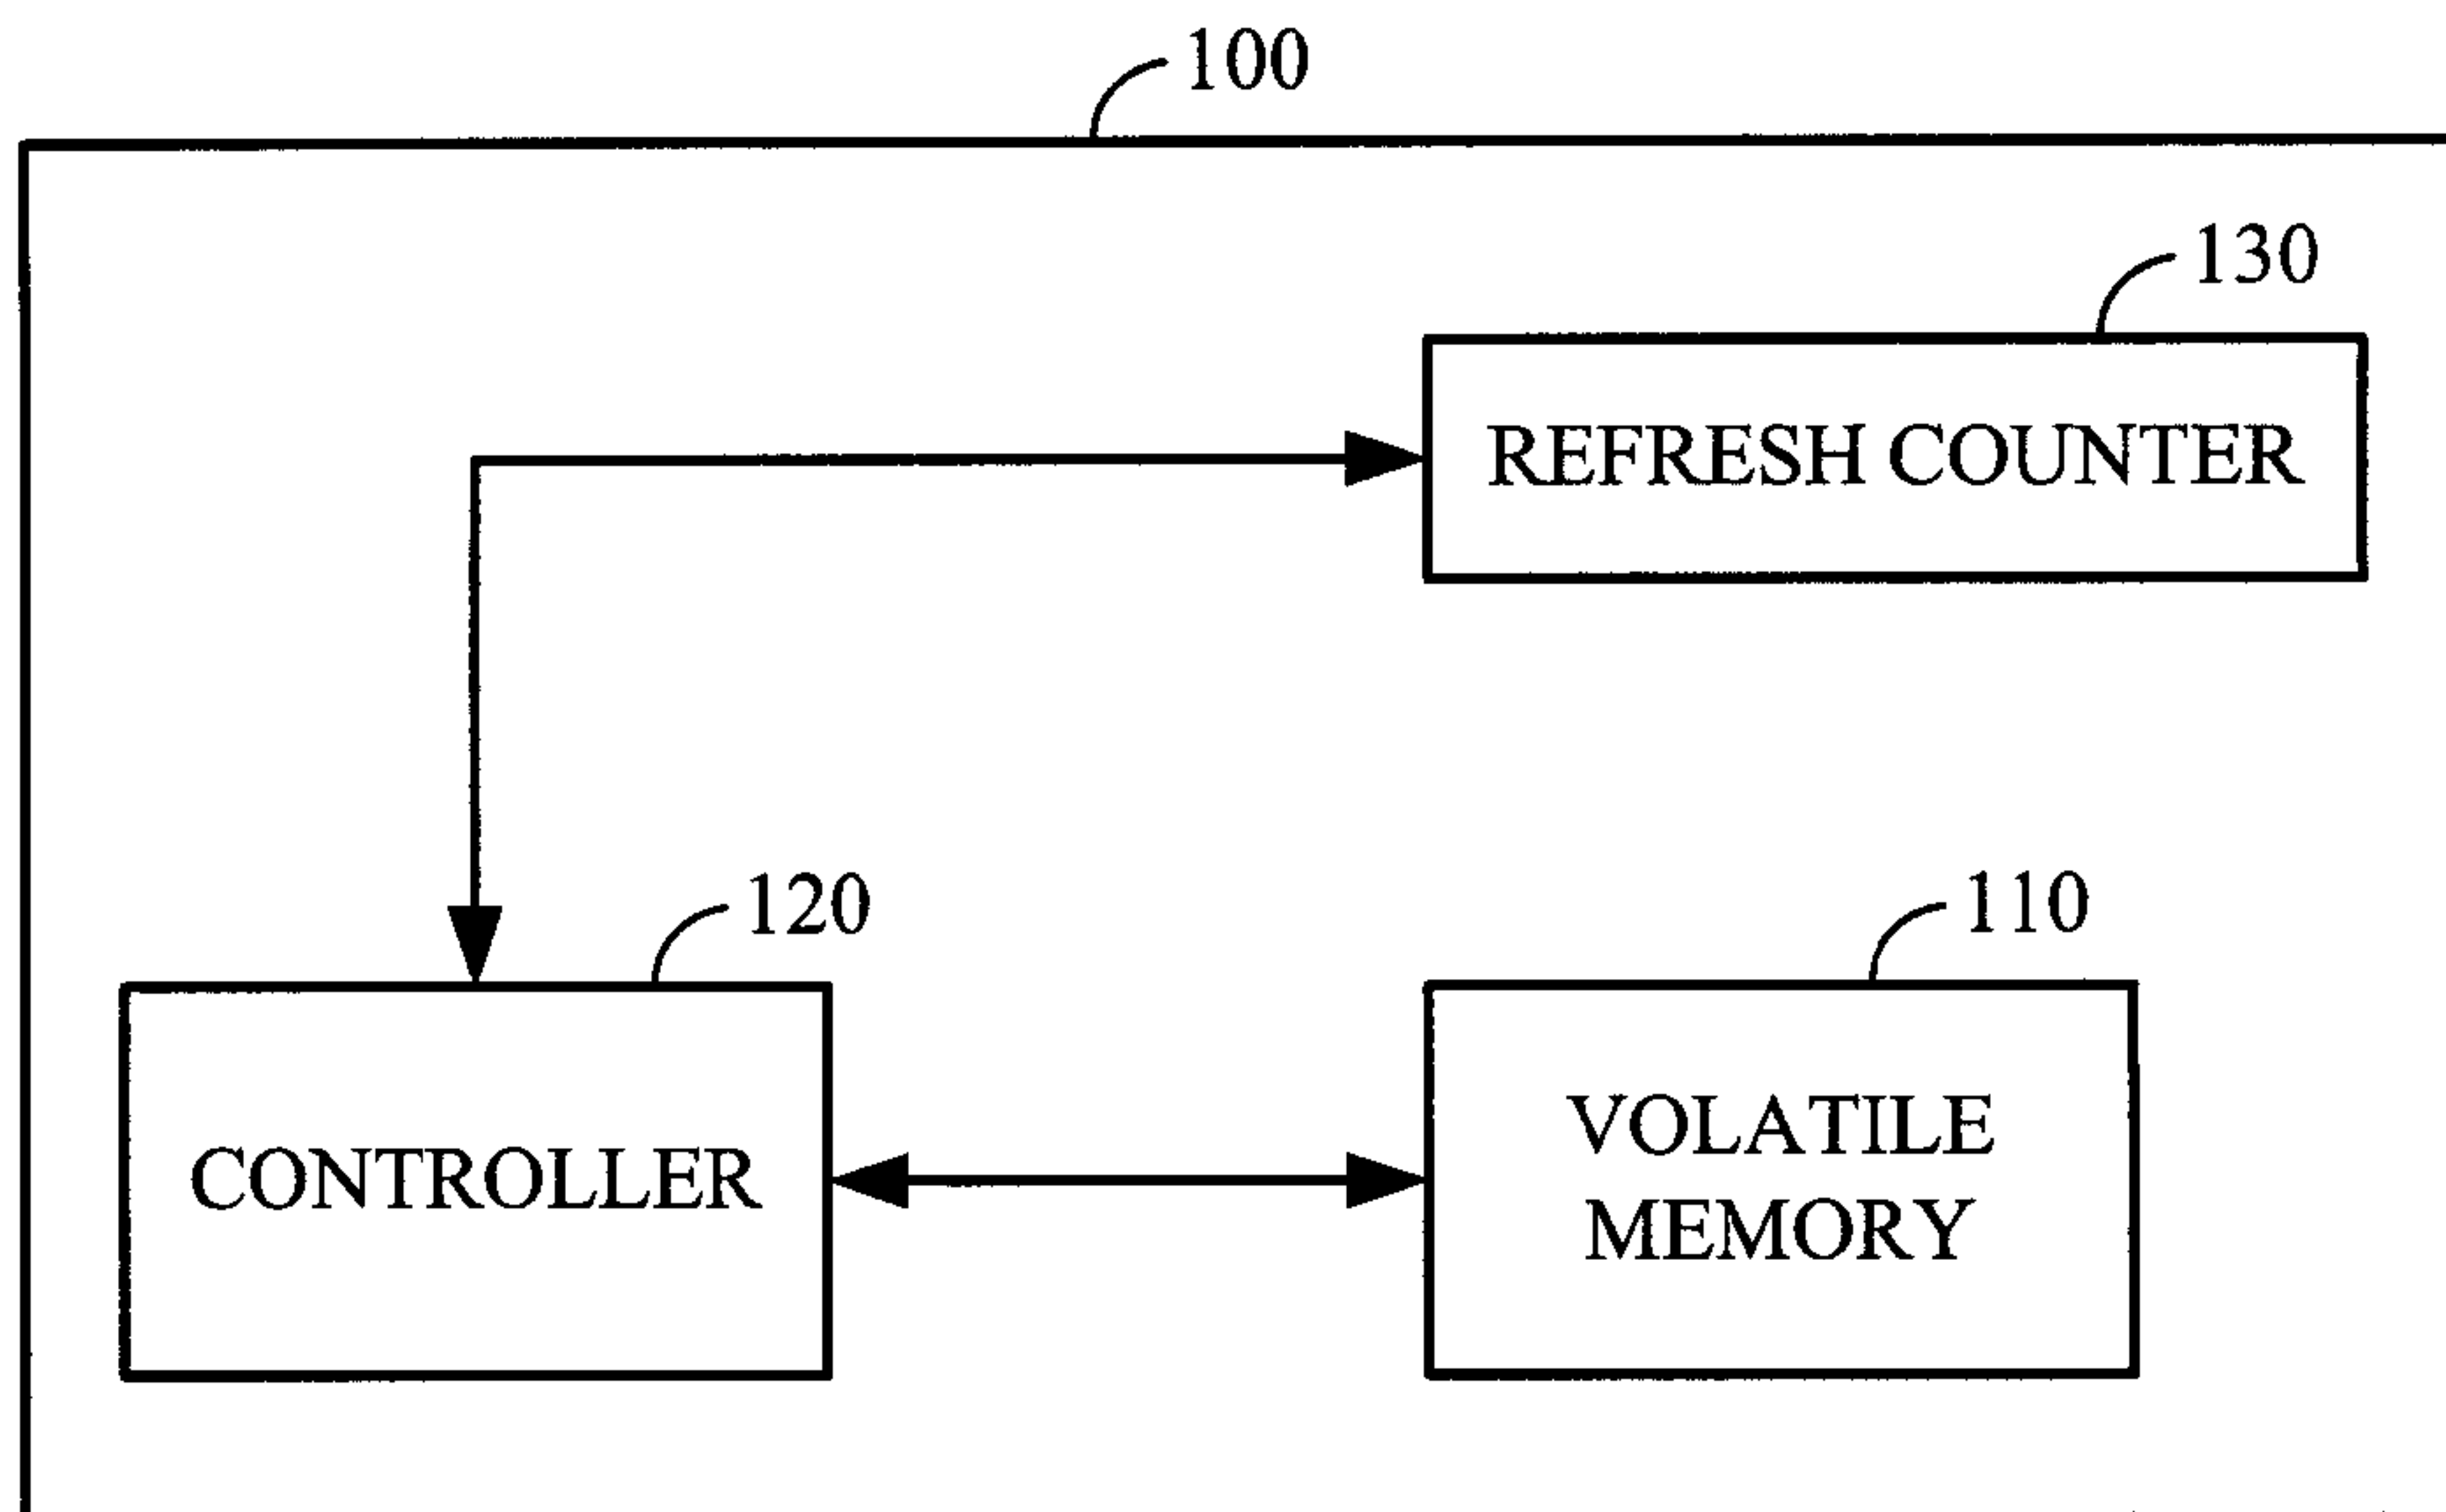 100
130
REFRESH COUNTER
120
110
CONTROLLER
VOLATILE
MEMORY